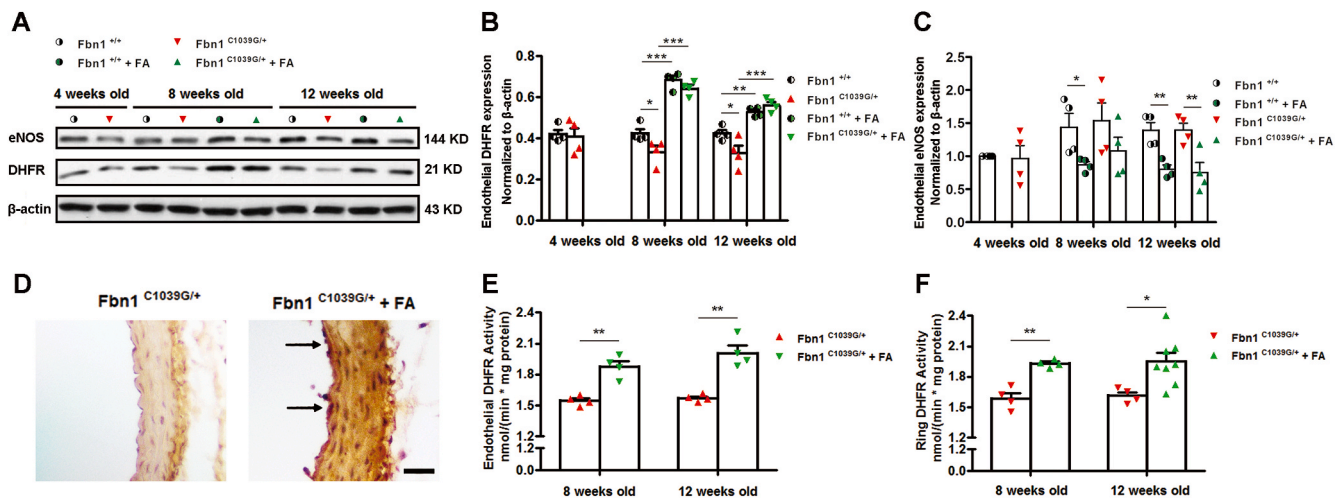 A
Fbn1 +/+
Fbn1 C1039G/+
Fbn1 +/+ + FA
Fbn1 C1039G/+ + FA
4 weeks old
8 weeks old
12 weeks old
eNOS
144 KD
DHFR
21 KD
β-actin
43 KD
B
Endothelial DHFR expression
Normalized to β-actin
0.8
0.7
0.6
0.5
0.4
0.3
0.2
0.1
0.0
*
***
***
*
**
***
4 weeks old
8 weeks old
12 weeks old
Fbn1 +/+
Fbn1 C1039G/+
Fbn1 +/+ + FA
Fbn1 C1039G/+ + FA
C
Endothelial eNOS expression
Normalized to β-actin
2.5
2.0
1.5
1.0
0.5
0.0
*
**
**
4 weeks old
8 weeks old
12 weeks old
Fbn1 +/+
Fbn1 +/+ + FA
Fbn1 C1039G/+
Fbn1 C1039G/+ + FA
D
Fbn1 C1039G/+
Fbn1 C1039G/+ + FA
E
Endothelial DHFR Activity
nmol/(min * mg protein)
2.4
2.1
1.8
1.5
1.2
1.2
0.0
**
**
8 weeks old
12 weeks old
Fbn1 C1039G/+
Fbn1 C1039G/+ + FA
F
Ring DHFR Activity
nmol/(min * mg protein)
2.4
2.1
1.8
1.5
1.2
1.2
0.0
**
*
8 weeks old
12 weeks old
Fbn1 C1039G/+
Fbn1 C1039G/+ + FA